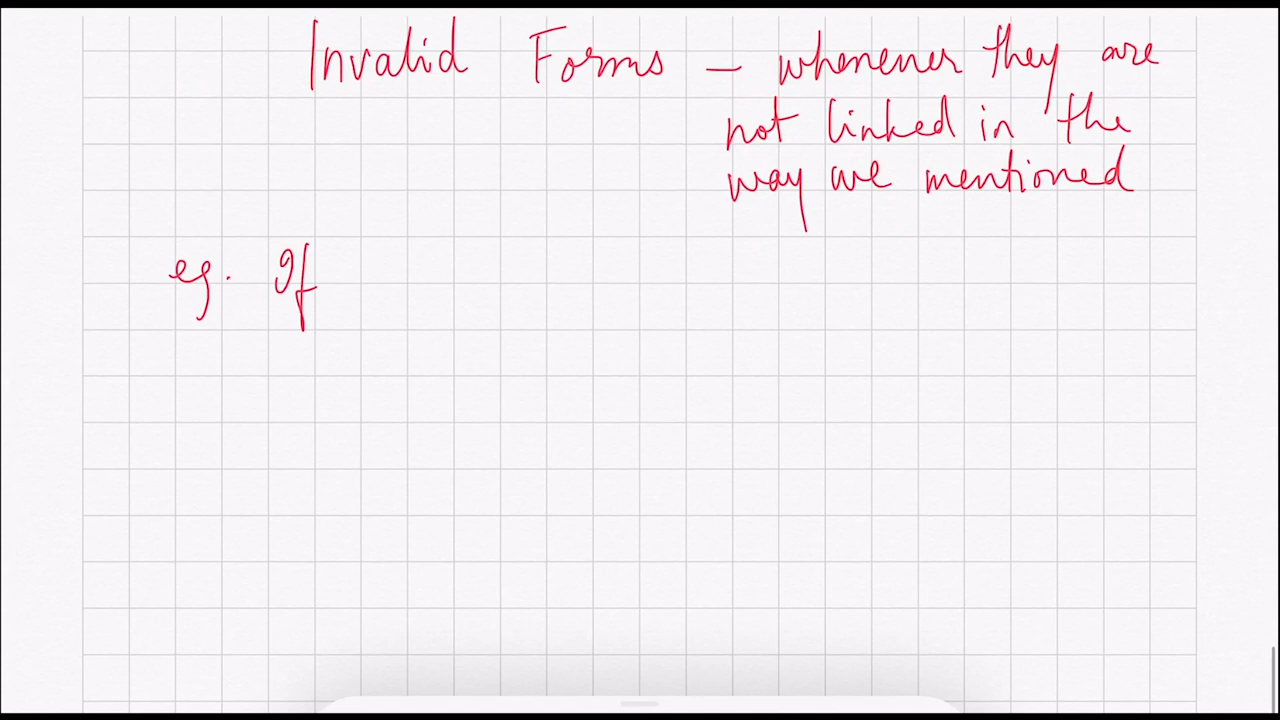 Invalid Forms - whenever they are
not linked in the
way we mentioned
eg. If